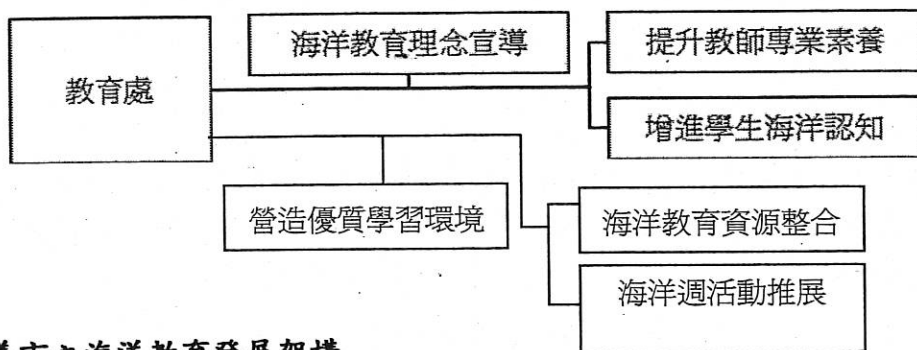 海洋教育理念宣導
提升教師專業素養
教育處
增進學生海洋認知
營造優質學習環境
海洋教育資源整合
海洋週活動推展